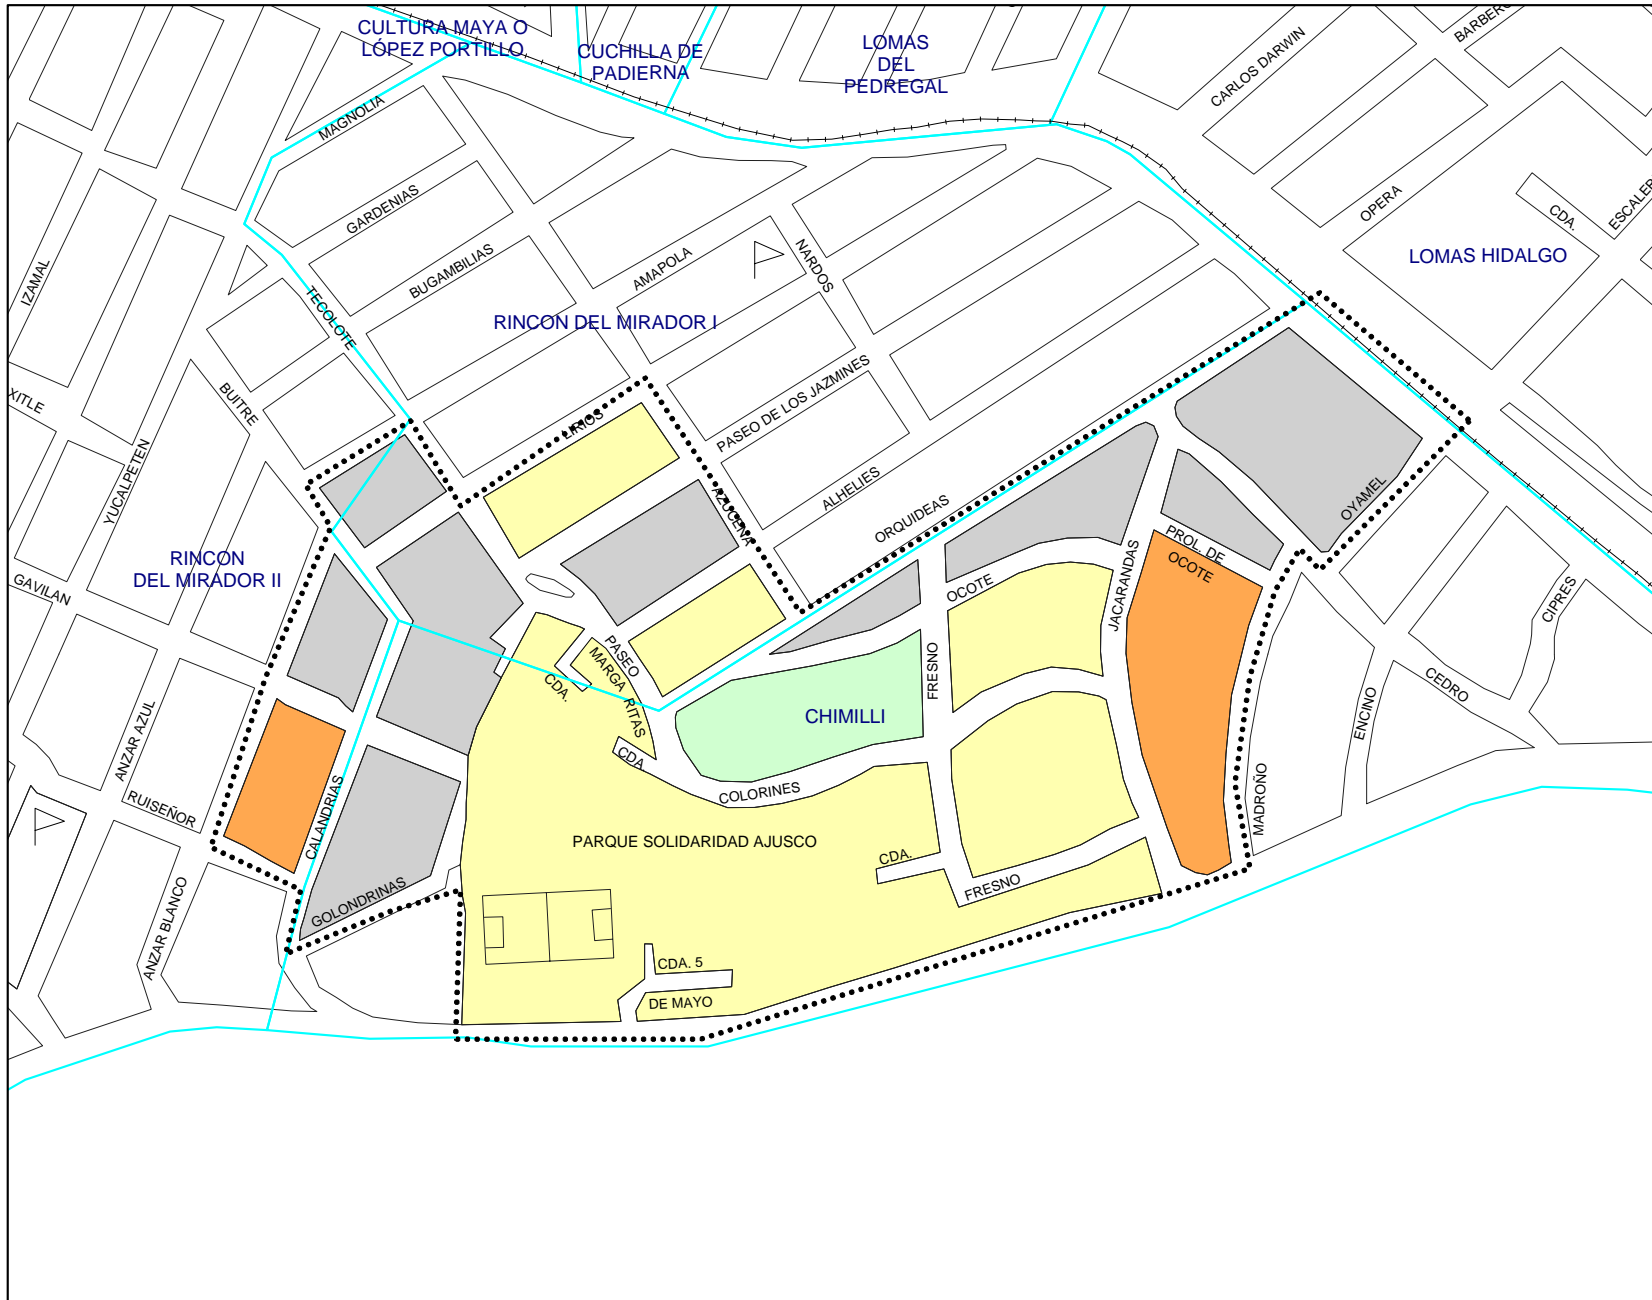 CULTURA MAYA O
LÓPEZ PORTILLO
CUCHILLA DE
PADIERNA
LOMAS
DEL
PEDREGAL
CARLOS DARWIN
MAGNOLIA
GARDENIAS
BUGAMBILIAS
AMAPOLA
NARDOS
OPERA
CDA.
LOMAS HIDALGO
IZAMAL
TECOLOTE
RINCON DEL MIRADOR I
BUITRE
XITLE
YUCALPETEN
LIRIOS
PASEO DE LOS JAZMINES
ALHELIES
AZUCENA
ORQUIDEAS
OYAMEL
PROL. DE
OCOTE
RINCON
DEL MIRADOR II
GAVILAN
OCOTE
JACARANDAS
CIPRES
PASEO
MARGA RITAS
CDA.
FRESNO
CEDRO
ENCINO
CHIMILLI
ANZAR AZUL
CDA
COLORINES
RUISEÑOR
CALANDRIAS
MADROÑO
PARQUE SOLIDARIDAD AJUSCO
CDA.
FRESNO
GOLONDRINAS
ANZAR BLANCO
CDA. 5
DE MAYO